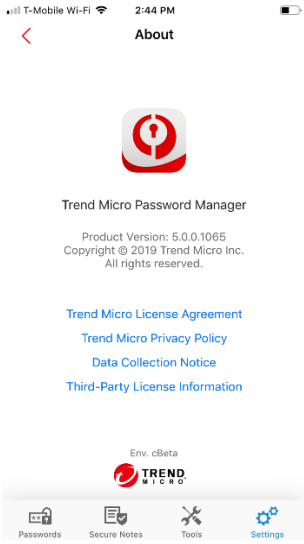 T-Mobile Wi-Fi 2:44 PM
About
Trend Micro Password Manager
Product Version: 5.0.0.1065
Copyright © 2019 Trend Micro Inc.
All rights reserved.
Trend Micro License Agreement
Trend Micro Privacy Policy
Data Collection Notice
Third-Party License Information
Env. cBeta
TREND
MICRO
Passwords Secure Notes Tools Settings